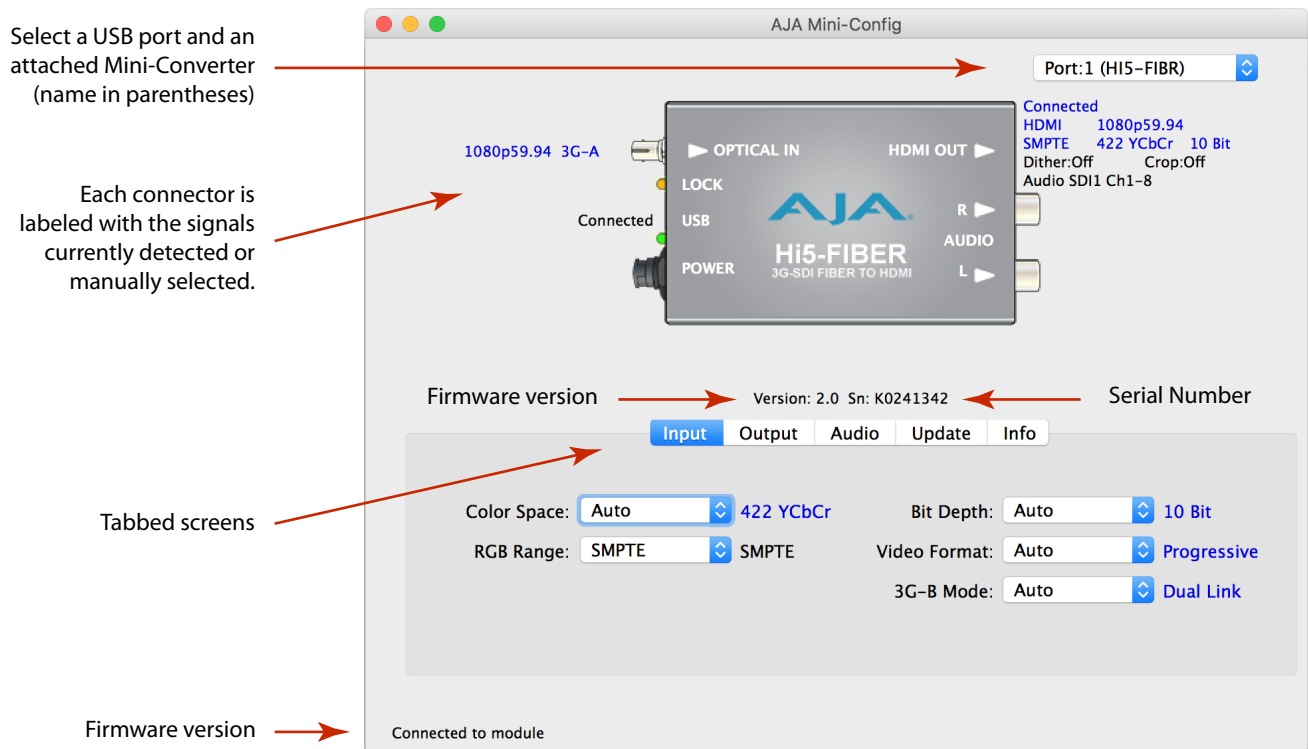 AJA Mini-Config
Select a USB port and an
attached Mini-Converter
(name in parentheses)
Port:1 (HI5-FIBR)
Connected
HDMI 1080p59.94
SMPTE 422 YCbCr 10 Bit
Dither:Off Crop:Off
Audio SDI1 Ch1-8
1080p59.94 3G-A
OPTICAL IN
HDMI OUT
LOCK
Connected
USB
POWER
AJA
Hi5-FIBER
3G-SDI FIBER TO HDMI
R
AUDIO
L
Each connector is
labeled with the signals
currently detected or
manually selected.
Firmware version
Version: 2.0 Sn: K0241342
Serial Number
Input Output Audio Update Info
Tabbed screens
Color Space: Auto 422 YCbCr
Bit Depth: Auto 10 Bit
RGB Range: SMPTE SMPTE
Video Format: Auto Progressive
3G-B Mode: Auto Dual Link
Firmware version
Connected to module